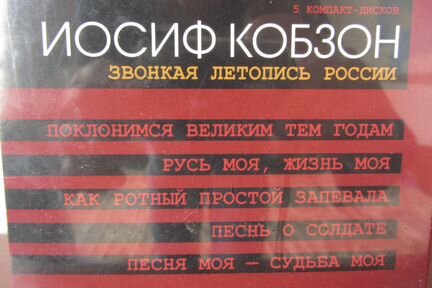 5 КОМПАКТ-ДИСКОВ
ИОСИФ КОБЗОН
ЗВОНКАЯ ЛЕТОПИСЬ РОССИИ
ПОКЛОНИМСЯ ВЕЛИКИМ ТЕМ ГОДАМ
РУСЬ МОЯ, ЖИЗНЬ МОЯ
КАК РОТНЫЙ ПРОСТОЙ ЗАПЕВАЛА
ПЕСНЬ О СОЛДАТЕ
ПЕСНЯ МОЯ — СУДЬБА МОЯ